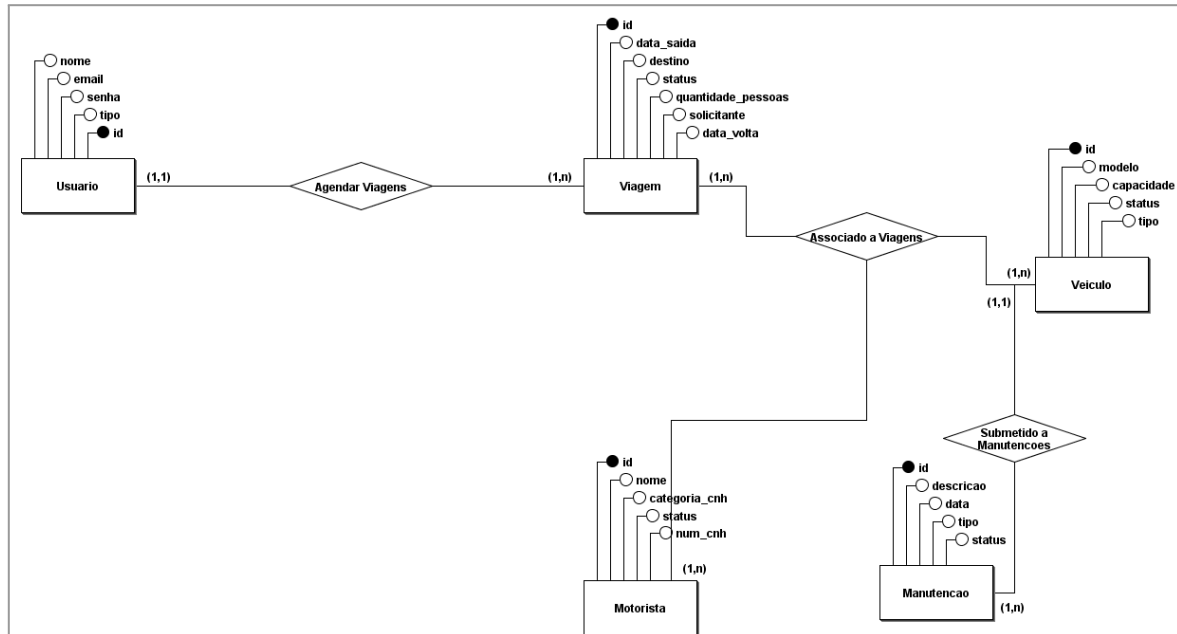 id
data_saida
destino
status
quantidade_pessoas
solicitante
data_volta
nome
email
senha
tipo
id
Usuario
(1,1)
Agendar Viagens
(1,n)
Viagem
(1,n)
Associado a Viagens
id
modelo
capacidade
status
tipo
(1,n)
(1,1)
Veiculo
Submetido a
Manutencoes
id
nome
categoria_cnh
status
num_cnh
(1,n)
Motorista
id
descricao
data
tipo
status
Manutencao
(1,n)